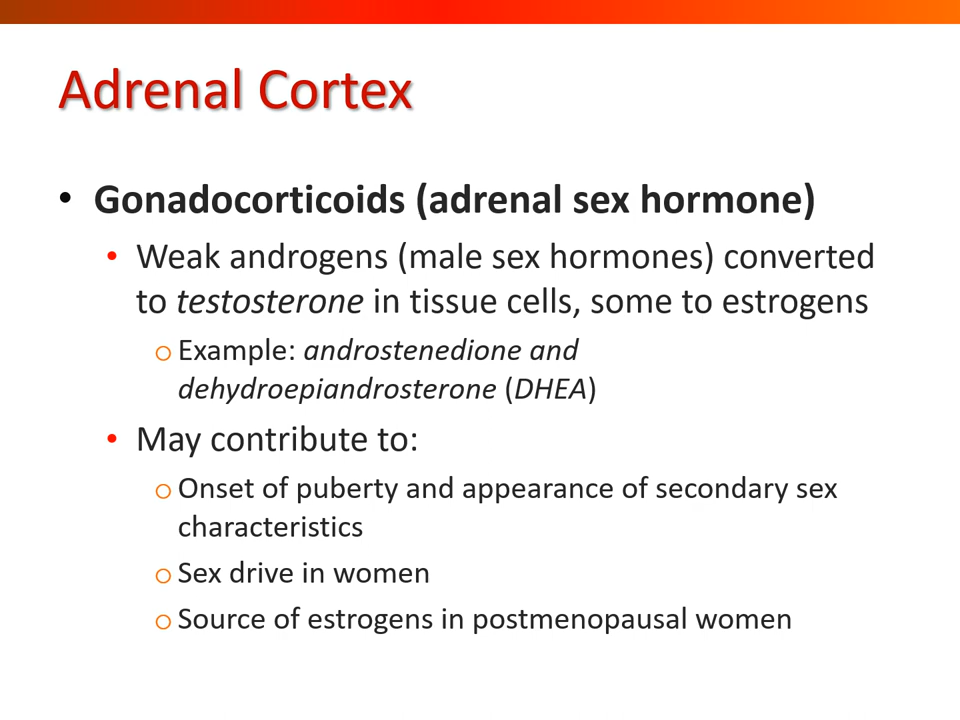 Adrenal Cortex
• Gonadocorticoids (adrenal sex hormone)
• Weak androgens (male sex hormones) converted
to testosterone in tissue cells, some to estrogens
o Example: androstenedione and
dehydroepiandrosterone (DHEA)
• May contribute to:
o Onset of puberty and appearance of secondary sex
characteristics
o Sex drive in women
o Source of estrogens in postmenopausal women